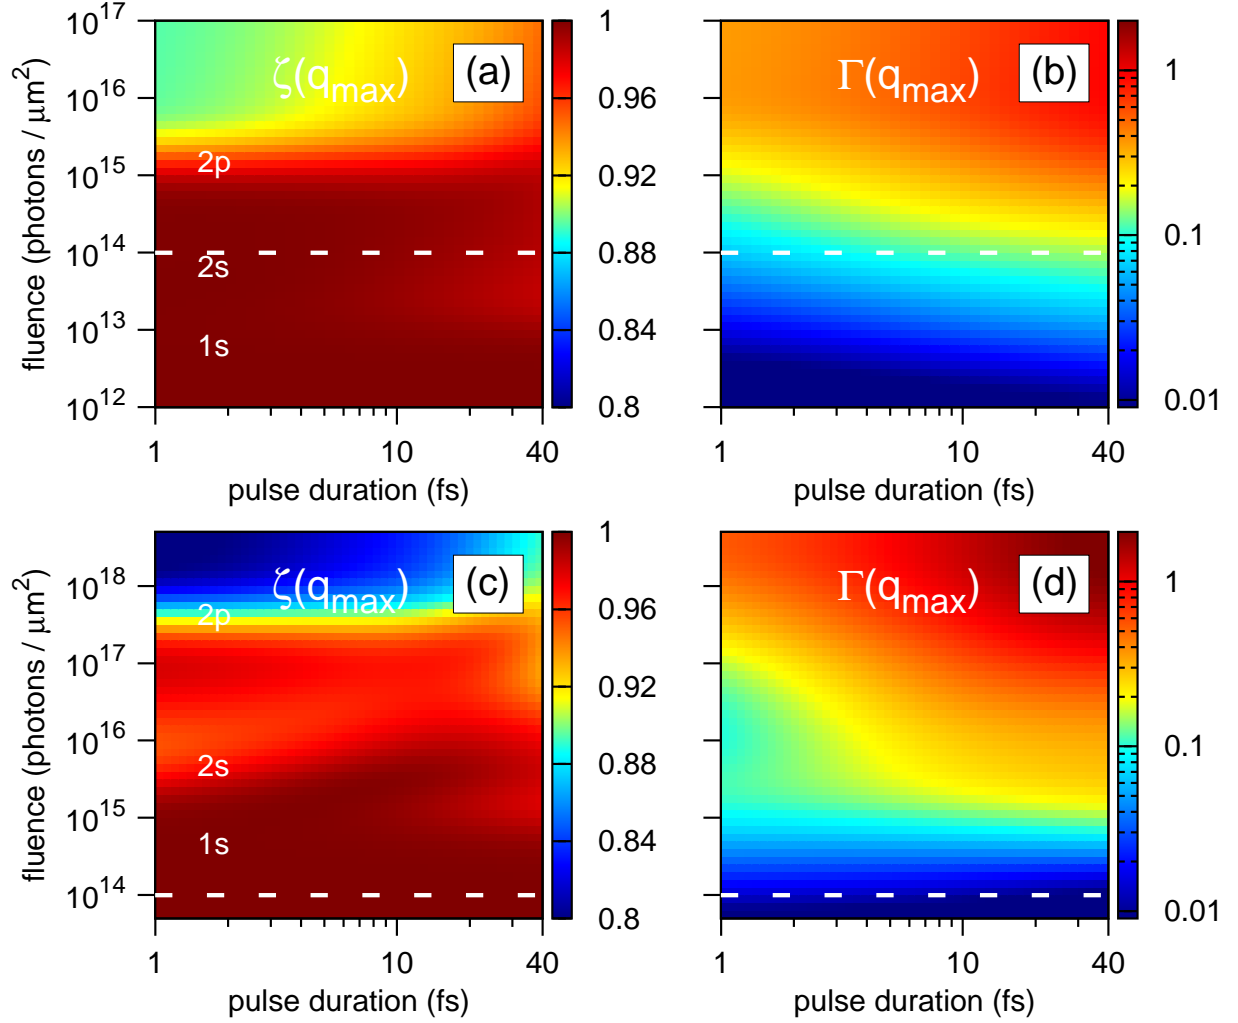 10^17
10^16
10^15
10^14
10^13
10^12
fluence (photons / μm^2)
ζ(q_max)
(a)
2p
2s
1s
1
10
40
pulse duration (fs)
1
0.96
0.92
0.88
0.84
0.8
Γ(q_max)
(b)
1
10
40
pulse duration (fs)
1
0.1
0.01
10^18
10^17
10^16
10^15
10^14
fluence (photons / μm^2)
ζ(q_max)
(c)
2p
2s
1s
1
10
40
pulse duration (fs)
1
0.96
0.92
0.88
0.84
0.8
Γ(q_max)
(d)
1
10
40
pulse duration (fs)
1
0.1
0.01